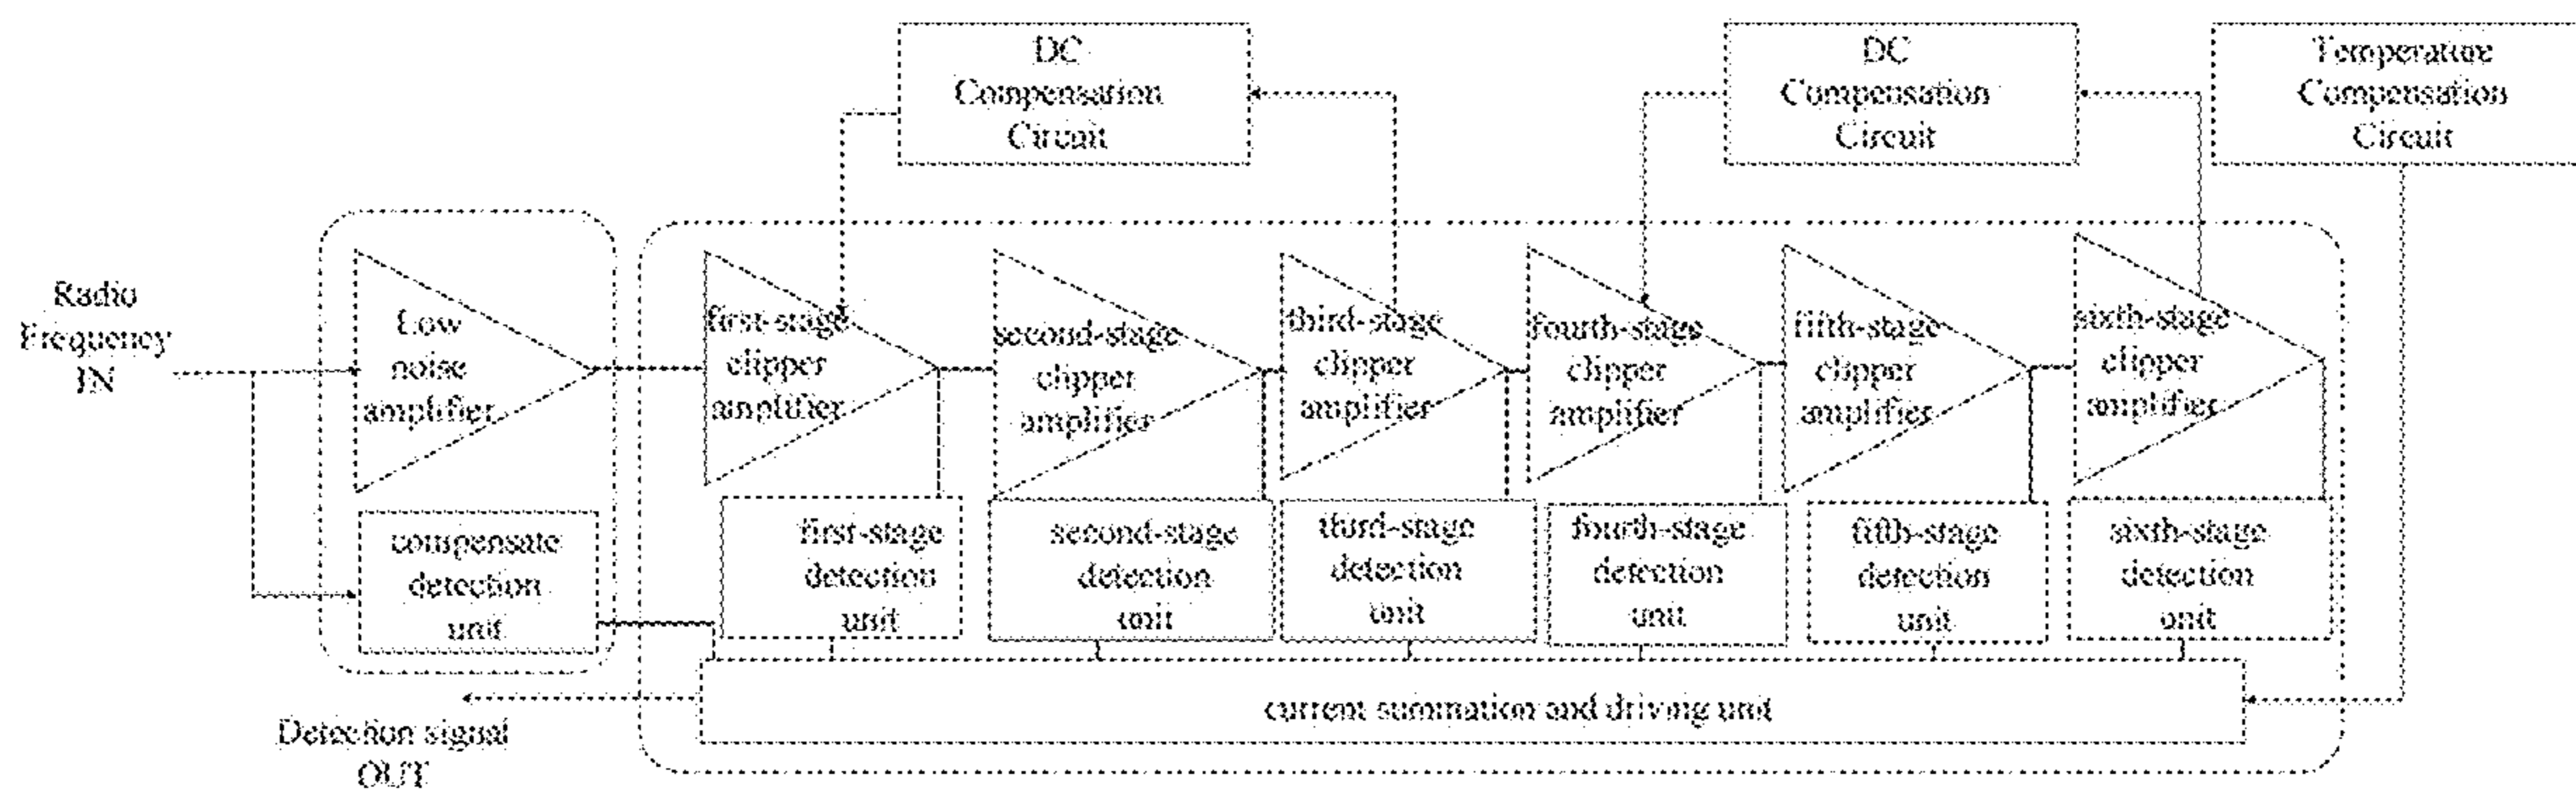 DC
Compensation
Circuit
DC
Compensation
Circuit
Temperature
Compensation
Circuit
Radio
Frequency
IN
Low
noise
amplifier
first-stage
clipper
amplifier
second-stage
clipper
amplifier
third-stage
clipper
amplifier
fourth-stage
clipper
amplifier
fifth-stage
clipper
amplifier
sixth-stage
clipper
amplifier
compensate
detection
unit
first-stage
detection
unit
second-stage
detection
unit
third-stage
detection
unit
fourth-stage
detection
unit
fifth-stage
detection
unit
sixth-stage
detection
unit
current summation and driving unit
Detection signal
OUT